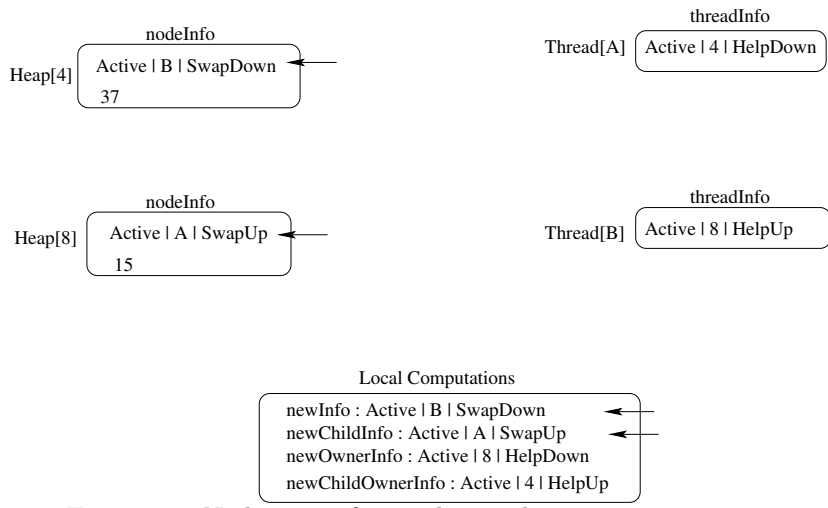 nodeInfo
Heap[4]
Active | B | SwapDown
37
threadInfo
Thread[A]
Active | 4 | HelpDown
nodeInfo
Heap[8]
Active | A | SwapUp
15
threadInfo
Thread[B]
Active | 8 | HelpUp
Local Computations
newInfo : Active | B | SwapDown
newChildInfo : Active | A | SwapUp
newOwnerInfo : Active | 8 | HelpDown
newChildOwnerInfo : Active | 4 | HelpUp